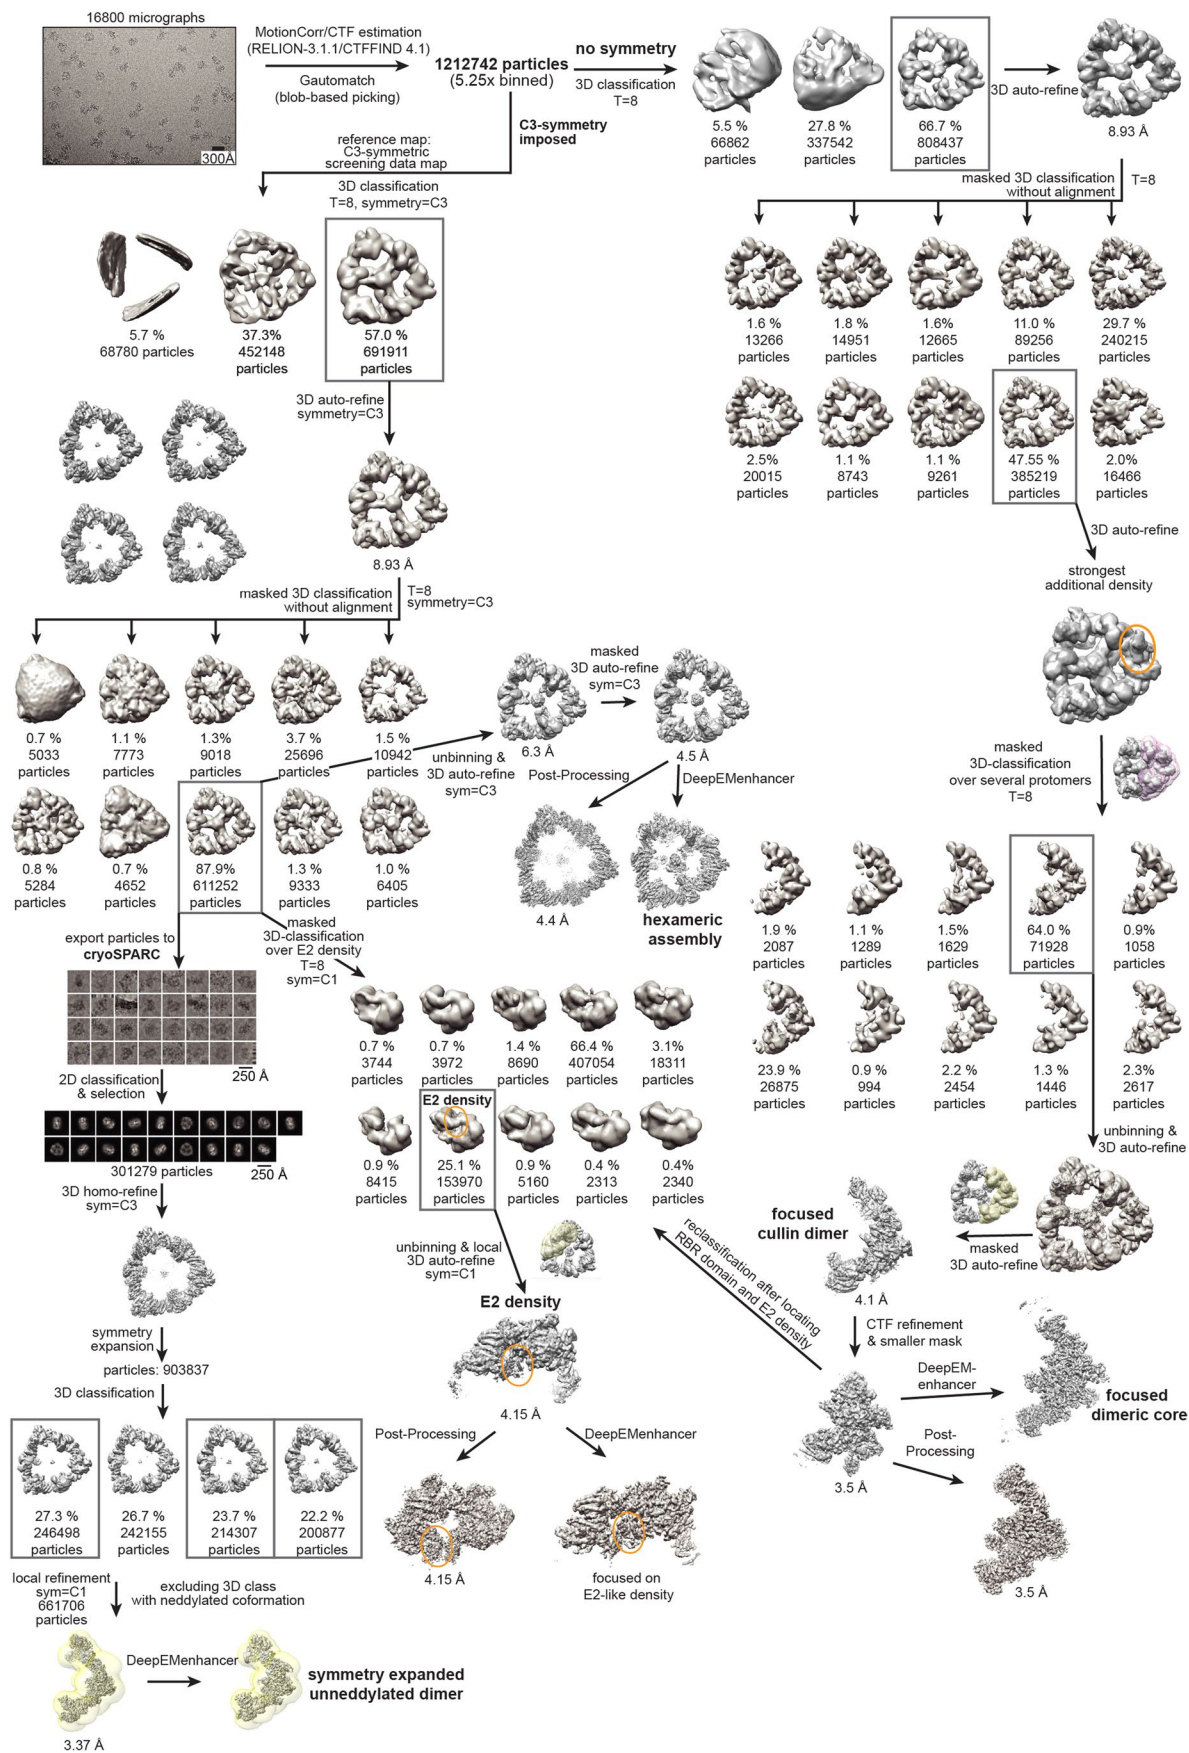 16800 micrographs
300Å
MotionCorr/CTF estimation
(RELION-3.1.1/CTFFIND 4.1)
Gautomatch
(blob-based picking)
1212742 particles
(5.25x binned)
no symmetry
3D classification
T=8
5.5 %
66862
particles
27.8 %
337542
particles
66.7 %
808437
particles
3D auto-refine
8.93 Å
C3-symmetry
imposed
reference map:
C3-symmetric
screening data map
3D classification
T=8, symmetry=C3
5.7 %
68780 particles
37.3%
452148
particles
57.0 %
691911
particles
3D auto-refine
symmetry=C3
8.93 Å
masked 3D classification
without alignment
T=8
symmetry=C3
masked 3D classification
without alignment
T=8
1.6 %
13266
particles
1.8 %
14951
particles
1.6%
12665
particles
11.0 %
89256
particles
29.7 %
240215
particles
2.5%
20015
particles
1.1 %
8743
particles
1.1 %
9261
particles
47.55 %
385219
particles
2.0%
16466
particles
3D auto-refine
strongest
additional density
masked
3D-classification
over several protomers
T=8
0.7 %
5033
particles
1.1 %
7773
particles
1.3%
9018
particles
3.7 %
25696
particles
1.5 %
10942
particles
0.8 %
5284
particles
0.7 %
4652
particles
87.9%
611252
particles
1.3 %
9333
particles
1.0 %
6405
particles
unbinning &
3D auto-refine
sym=C3
6.3 Å
masked
3D auto-refine
sym=C3
4.5 Å
Post-Processing
DeepEMenhancer
4.4 Å
hexameric
assembly
1.9 %
2087
particles
1.1 %
1289
particles
1.5%
1629
particles
64.0 %
71928
particles
0.9%
1058
particles
23.9 %
26875
particles
0.9 %
994
particles
2.2 %
2454
particles
1.3 %
1446
particles
2.3%
2617
particles
unbinning &
3D auto-refine
masked
3D auto-refine
focused
cullin dimer
4.1 Å
CTF refinement
& smaller mask
3.5 Å
DeepEM-
enhancer
focused
dimeric core
Post-
Processing
3.5 Å
reclassification after locating
RBR domain and E2 density
export particles to
cryoSPARC
250 Å
2D classification
& selection
301279 particles
250 Å
3D homo-refine
sym=C3
symmetry
expansion
particles: 903837
3D classification
27.3 %
246498
particles
26.7 %
242155
particles
23.7 %
214307
particles
22.2 %
200877
particles
local refinement
sym=C1
661706
particles
excluding 3D class
with neddylated coformation
3.37 Å
DeepEMenhancer
symmetry expanded
unneddylated dimer
masked
3D-classification
over E2 density
T=8
sym=C1
0.7 %
3744
particles
0.7 %
3972
particles
1.4 %
8690
particles
66.4 %
407054
particles
3.1%
18311
particles
E2 density
0.9 %
8415
particles
25.1 %
153970
particles
0.9 %
5160
particles
0.4 %
2313
particles
0.4%
2340
particles
unbinning & local
3D auto-refine
sym=C1
E2 density
4.15 Å
Post-Processing
DeepEMenhancer
4.15 Å
focused on
E2-like density